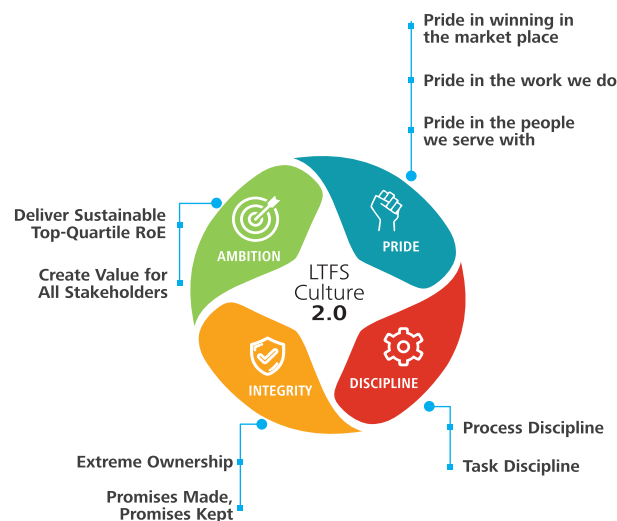 Pride in winning in
the market place
Pride in the work we do
Pride in the people
we serve with
PRIDE
Deliver Sustainable
Top-Quartile RoE
Create Value for
All Stakeholders
AMBITION
LTFS
Culture
2.0
DISCIPLINE
Process Discipline
Task Discipline
INTEGRITY
Extreme Ownership
Promises Made,
Promises Kept